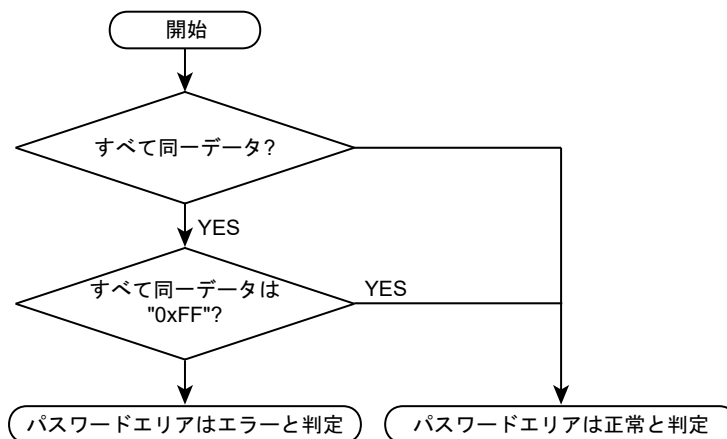 開始
すべて同一データ?
YES
すべて同一データは
"0xFF"?
YES
パスワードエリアはエラーと判定
パスワードエリアは正常と判定